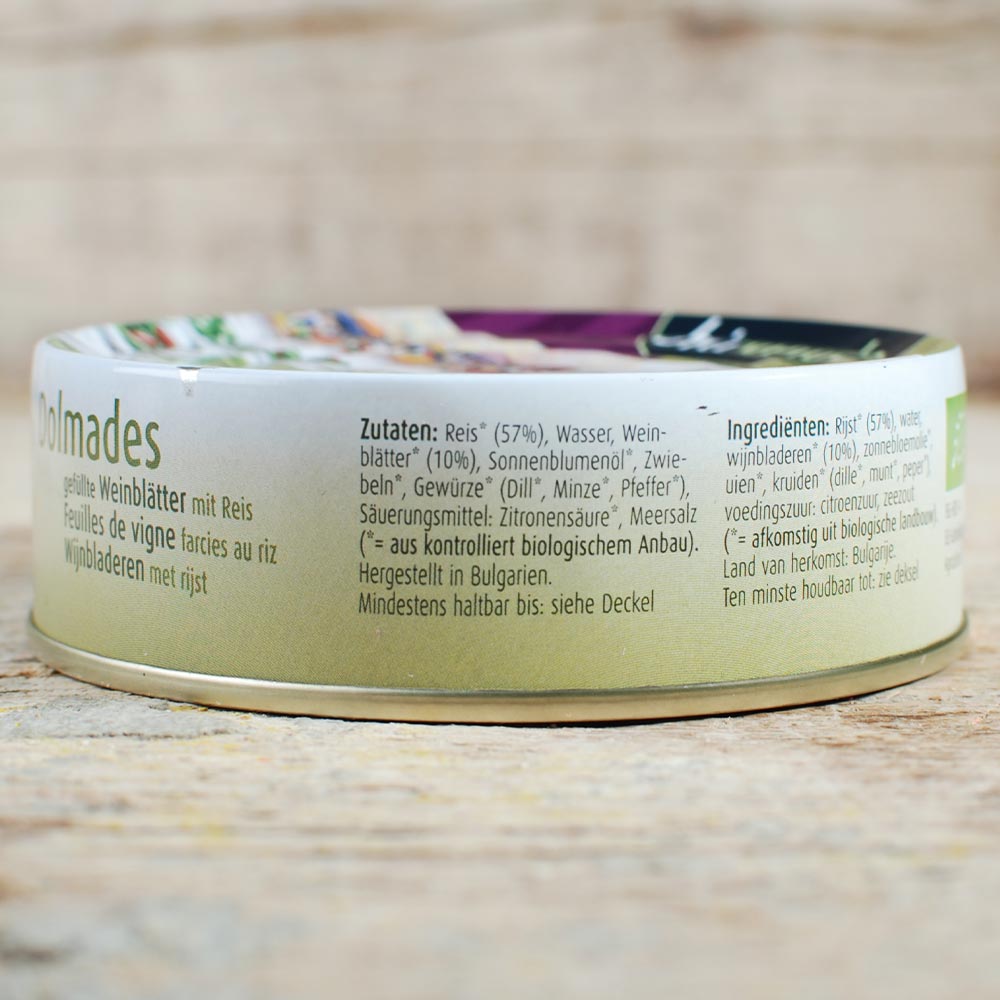 Dolmades
gefüllte Weinblätter mit Reis
Feuilles de vigne farcies au riz
Wijnbladeren met rijst
Zutaten: Reis* (57%), Wasser, Wein-
blätter* (10%), Sonnenblumenöl*, Zwie-
beln*, Gewürze* (Dill*, Minze*, Pfeffer*),
Säuerungsmittel: Zitronensäure*, Meersalz
(*= aus kontrolliert biologischem Anbau).
Hergestellt in Bulgarien.
Mindestens haltbar bis: siehe Deckel
Ingrediënten: Rijst* (57%), water,
wijnbladeren* (10%), zonnebloemolie*,
uien*, kruiden* (dille*, munt*, peper*),
voedingszuur: citroenzuur, zeezout
(*= afkomstig uit biologische landbouw).
Land van herkomst: Bulgarije.
Ten minste houdbaar tot: zie deksel